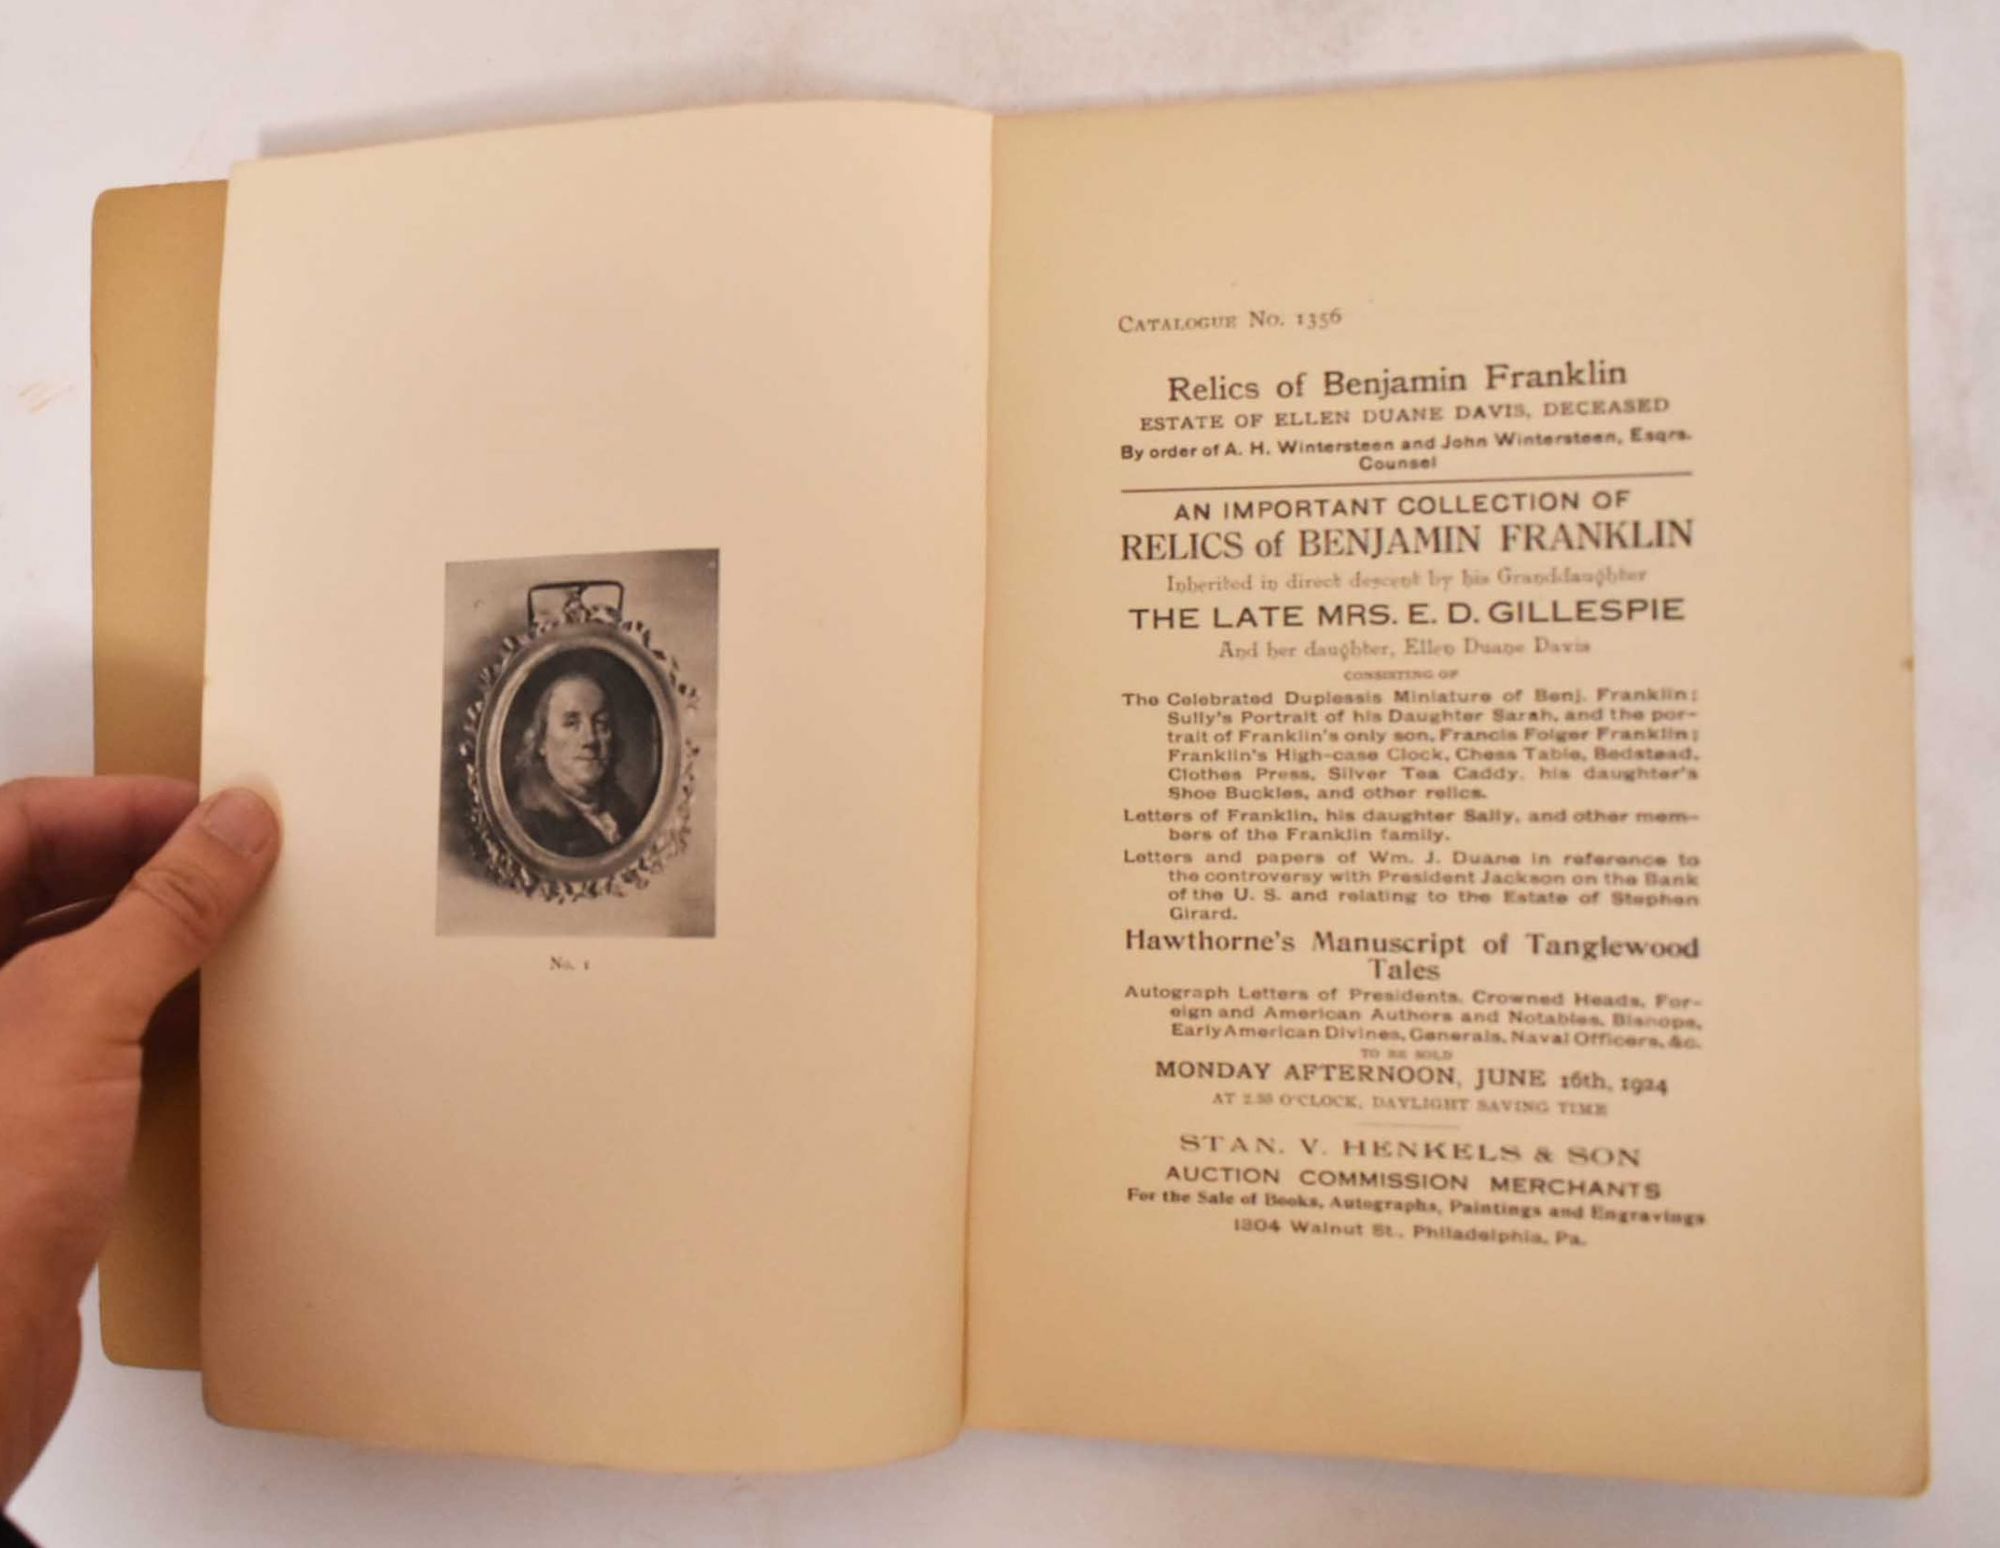 No. 1
Catalogue No. 1356
Relics of Benjamin Franklin
ESTATE OF ELLEN DUANE DAVIS, DECEASED
By order of A. H. Wintersteen and John Wintersteen, Esqrs.
Counsel
AN IMPORTANT COLLECTION OF
RELICS of BENJAMIN FRANKLIN
Inherited in direct descent by his Granddaughter
THE LATE MRS. E. D. GILLESPIE
And her daughter, Ellen Duane Davis
CONSISTING OF
The Celebrated Duplessis Miniature of Benj. Franklin;
Sully's Portrait of his Daughter Sarah, and the por-
trait of Franklin's only son, Francis Folger Franklin;
Franklin's High-case Clock, Chess Table, Bedstead,
Clothes Press, Silver Tea Caddy, his daughter's
Shoe Buckles, and other relics.
Letters of Franklin, his daughter Sally, and other mem-
bers of the Franklin family.
Letters and papers of Wm. J. Duane in reference to
the controversy with President Jackson on the Bank
of the U. S. and relating to the Estate of Stephen
Girard.
Hawthorne's Manuscript of Tanglewood
Tales
Autograph Letters of Presidents, Crowned Heads, For-
eign and American Authors and Notables, Bishops,
Early American Divines, Generals, Naval Officers, &c.
TO BE SOLD
MONDAY AFTERNOON, JUNE 16th, 1924
AT O'CLOCK, DAYLIGHT SAVING TIME
STAN. V. HENKELS & SON
AUCTION COMMISSION MERCHANTS
For the Sale of Books, Autographs, Paintings and Engravings
1304 Walnut St., Philadelphia, Pa.